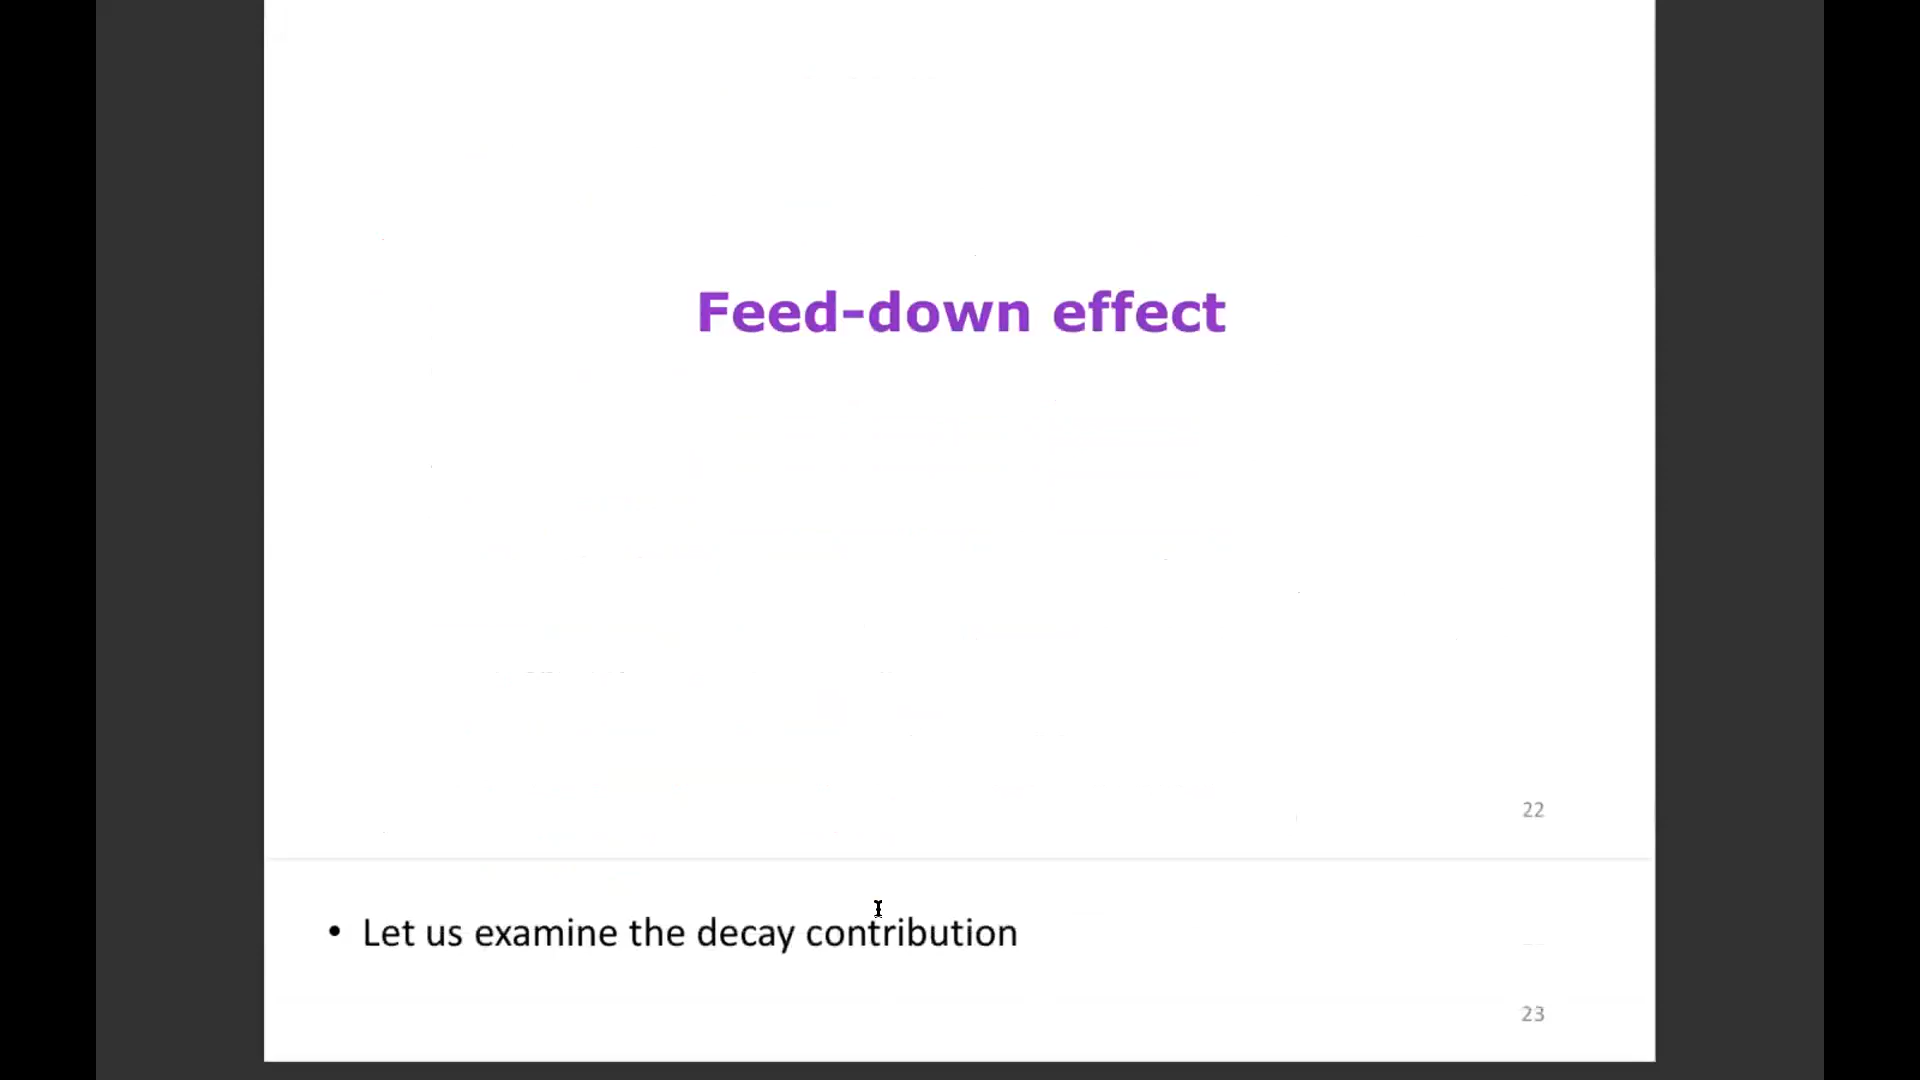 Feed-down effect
22
• Let us examine the decay contribution
23